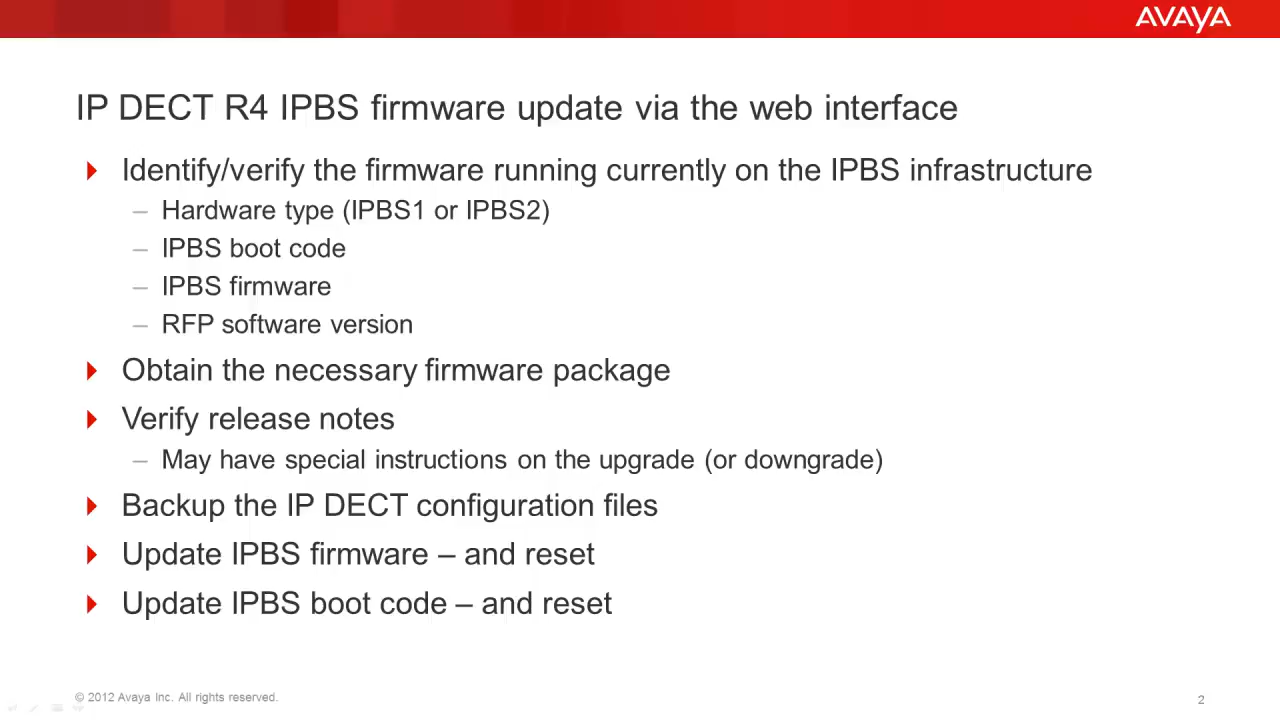 AVAYA
IP DECT R4 IPBS firmware update via the web interface
Identify/verify the firmware running currently on the IPBS infrastructure
– Hardware type (IPBS1 or IPBS2)
– IPBS boot code
– IPBS firmware
– RFP software version
Obtain the necessary firmware package
Verify release notes
– May have special instructions on the upgrade (or downgrade)
Backup the IP DECT configuration files
Update IPBS firmware – and reset
Update IPBS boot code – and reset
© 2012 Avaya Inc. All rights reserved.
2